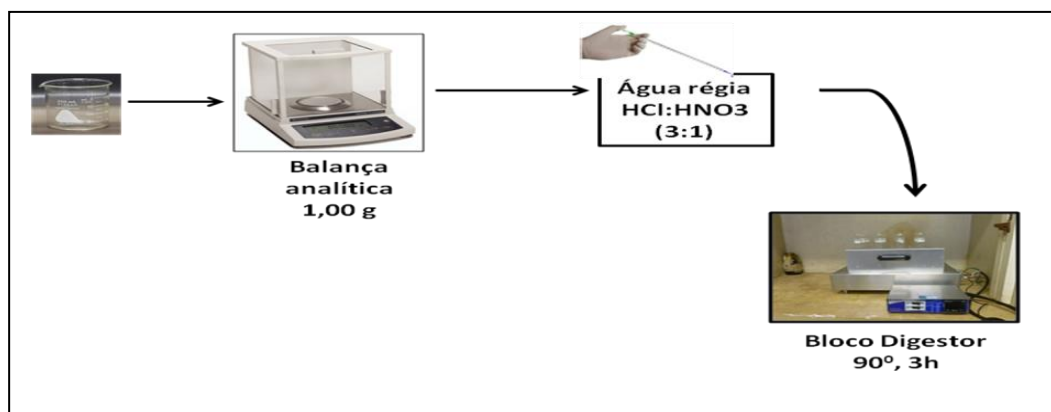 Água régia
HCl:HNO3
(3:1)
Balança
analítica
1,00 g
Bloco Digestor
90º, 3h